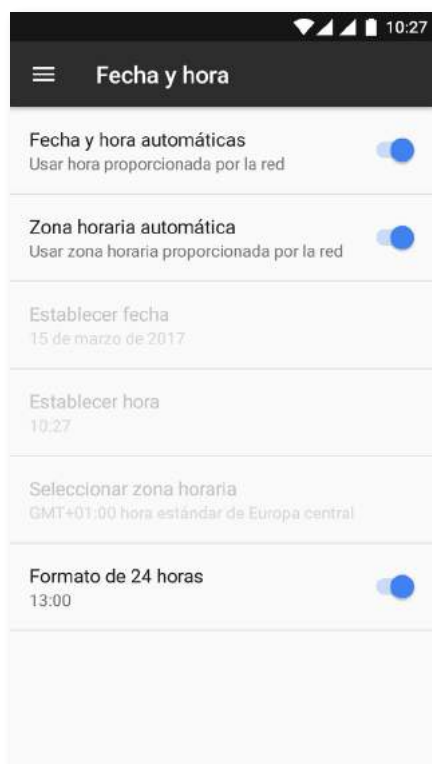 10:27
Fecha y hora
Fecha y hora automáticas
Usar hora proporcionada por la red
Zona horaria automática
Usar zona horaria proporcionada por la red
Establecer fecha
15 de marzo de 2017
Establecer hora
10:27
Seleccionar zona horaria
GMT+01:00 hora estándar de Europa central
Formato de 24 horas
13:00